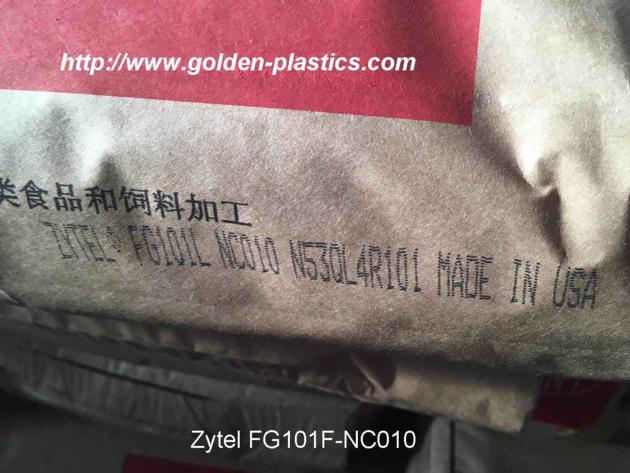 http://www.golden-plastics.com
类食品和饲料加工
ZYTEL® FG101L NC010 N53QL4R101 MADE IN USA
Zytel FG101F-NC010